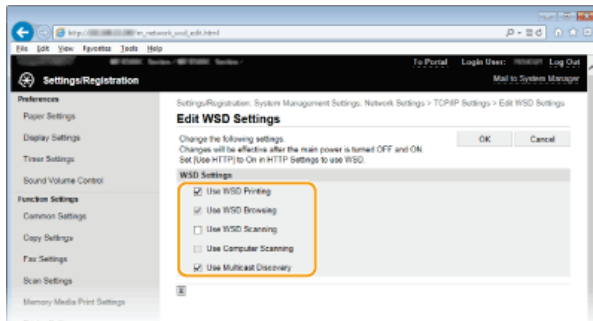 File Edit View Favorites Tools Help
To Portal Login User: Log Out
Settings/Registration
Mail to System Manager
Preferences
Paper Settings
Display Settings
Timer Settings
Sound Volume Control
Function Settings
Common Settings
Copy Settings
Fax Settings
Scan Settings
Memory Media Print Settings
Settings/Registration: System Management Settings: Network Settings > TCP/IP Settings > Edit WSD Settings
Edit WSD Settings
Change the following settings.
Changes will be effective after the main power is turned OFF and ON.
Set [Use HTTP] to On in HTTP Settings to use WSD.
OK Cancel
WSD Settings
Use WSD Printing
Use WSD Browsing
Use WSD Scanning
Use Computer Scanning
Use Multicast Discovery